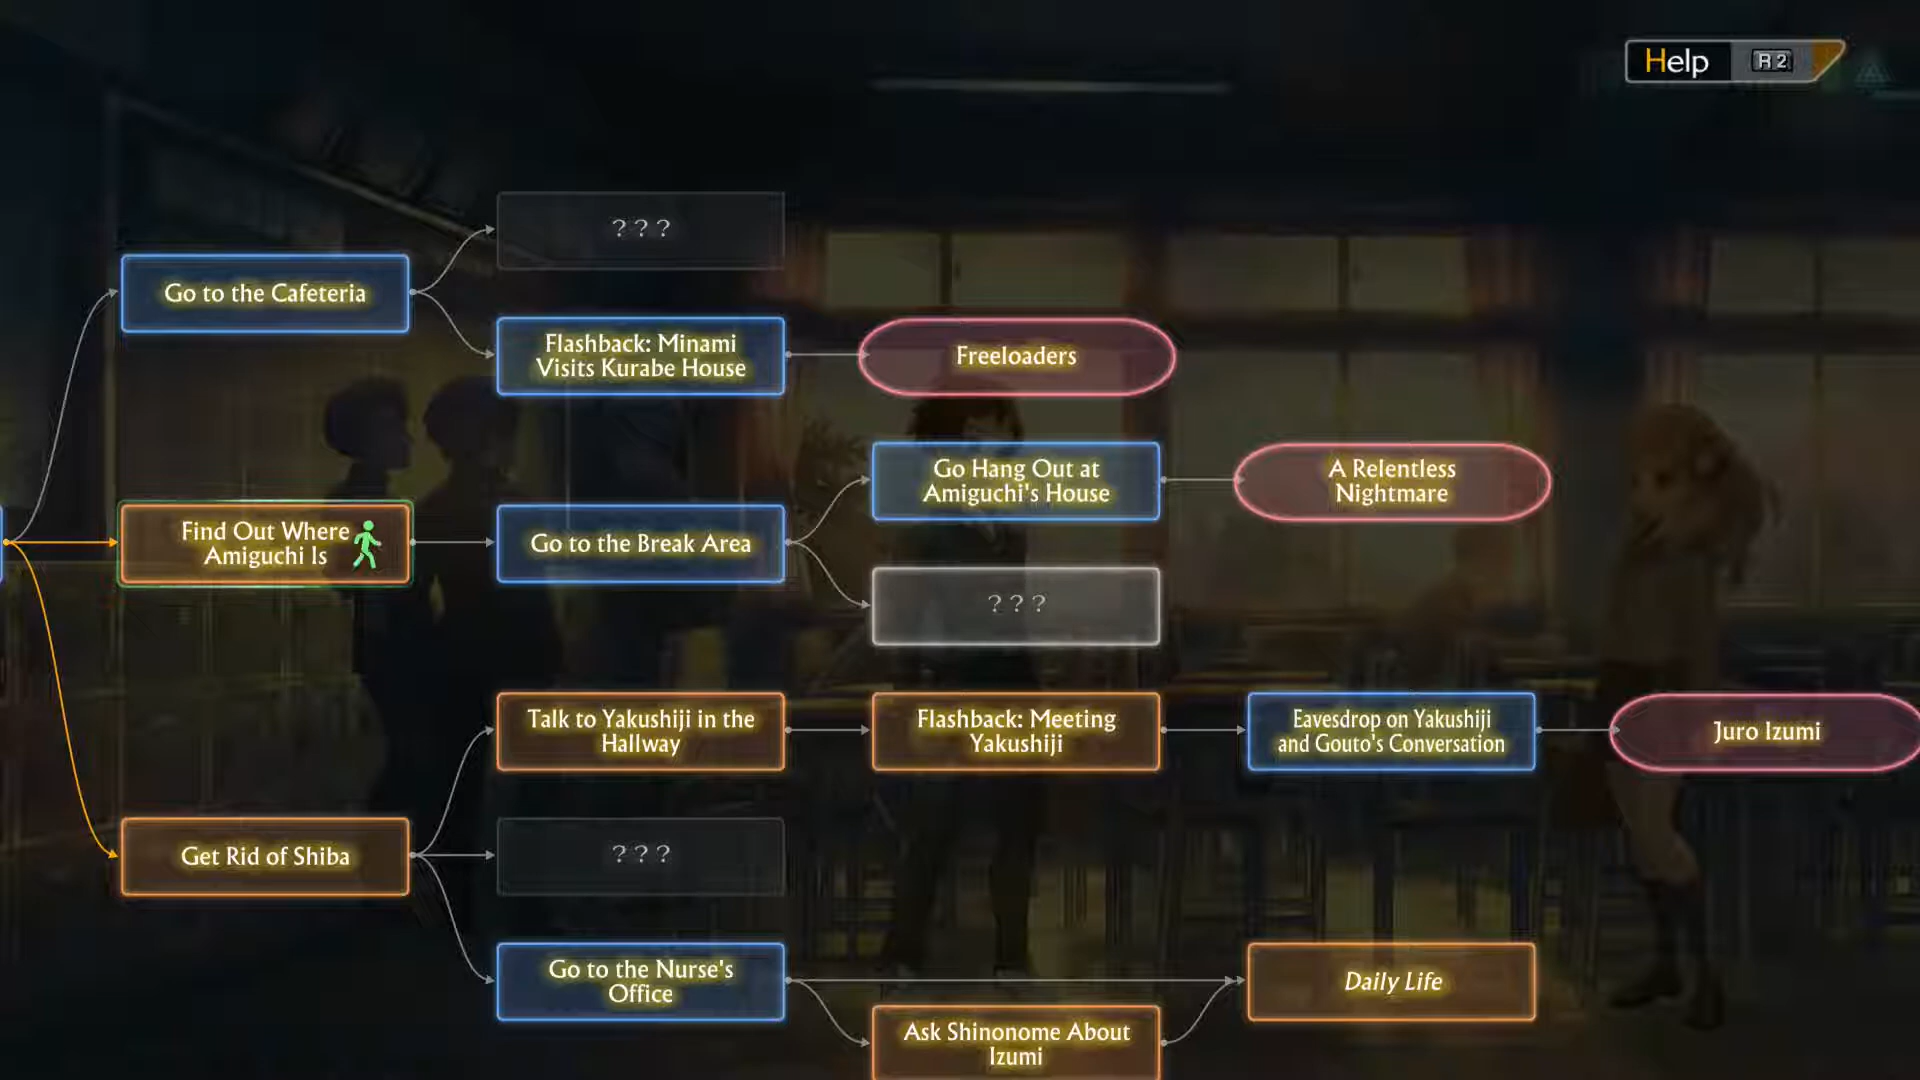 Help R2
? ? ?
Go to the Cafeteria
Flashback: Minami
Visits Kurabe House
Freeloaders
Go Hang Out at
Amiguchi's House
A Relentless
Nightmare
Find Out Where
Amiguchi Is
Go to the Break Area
? ? ?
Talk to Yakushiji in the
Hallway
Flashback: Meeting
Yakushiji
Eavesdrop on Yakushiji
and Gouto's Conversation
Juro Izumi
Get Rid of Shiba
? ? ?
Go to the Nurse's
Office
Daily Life
Ask Shinonome About
Izumi